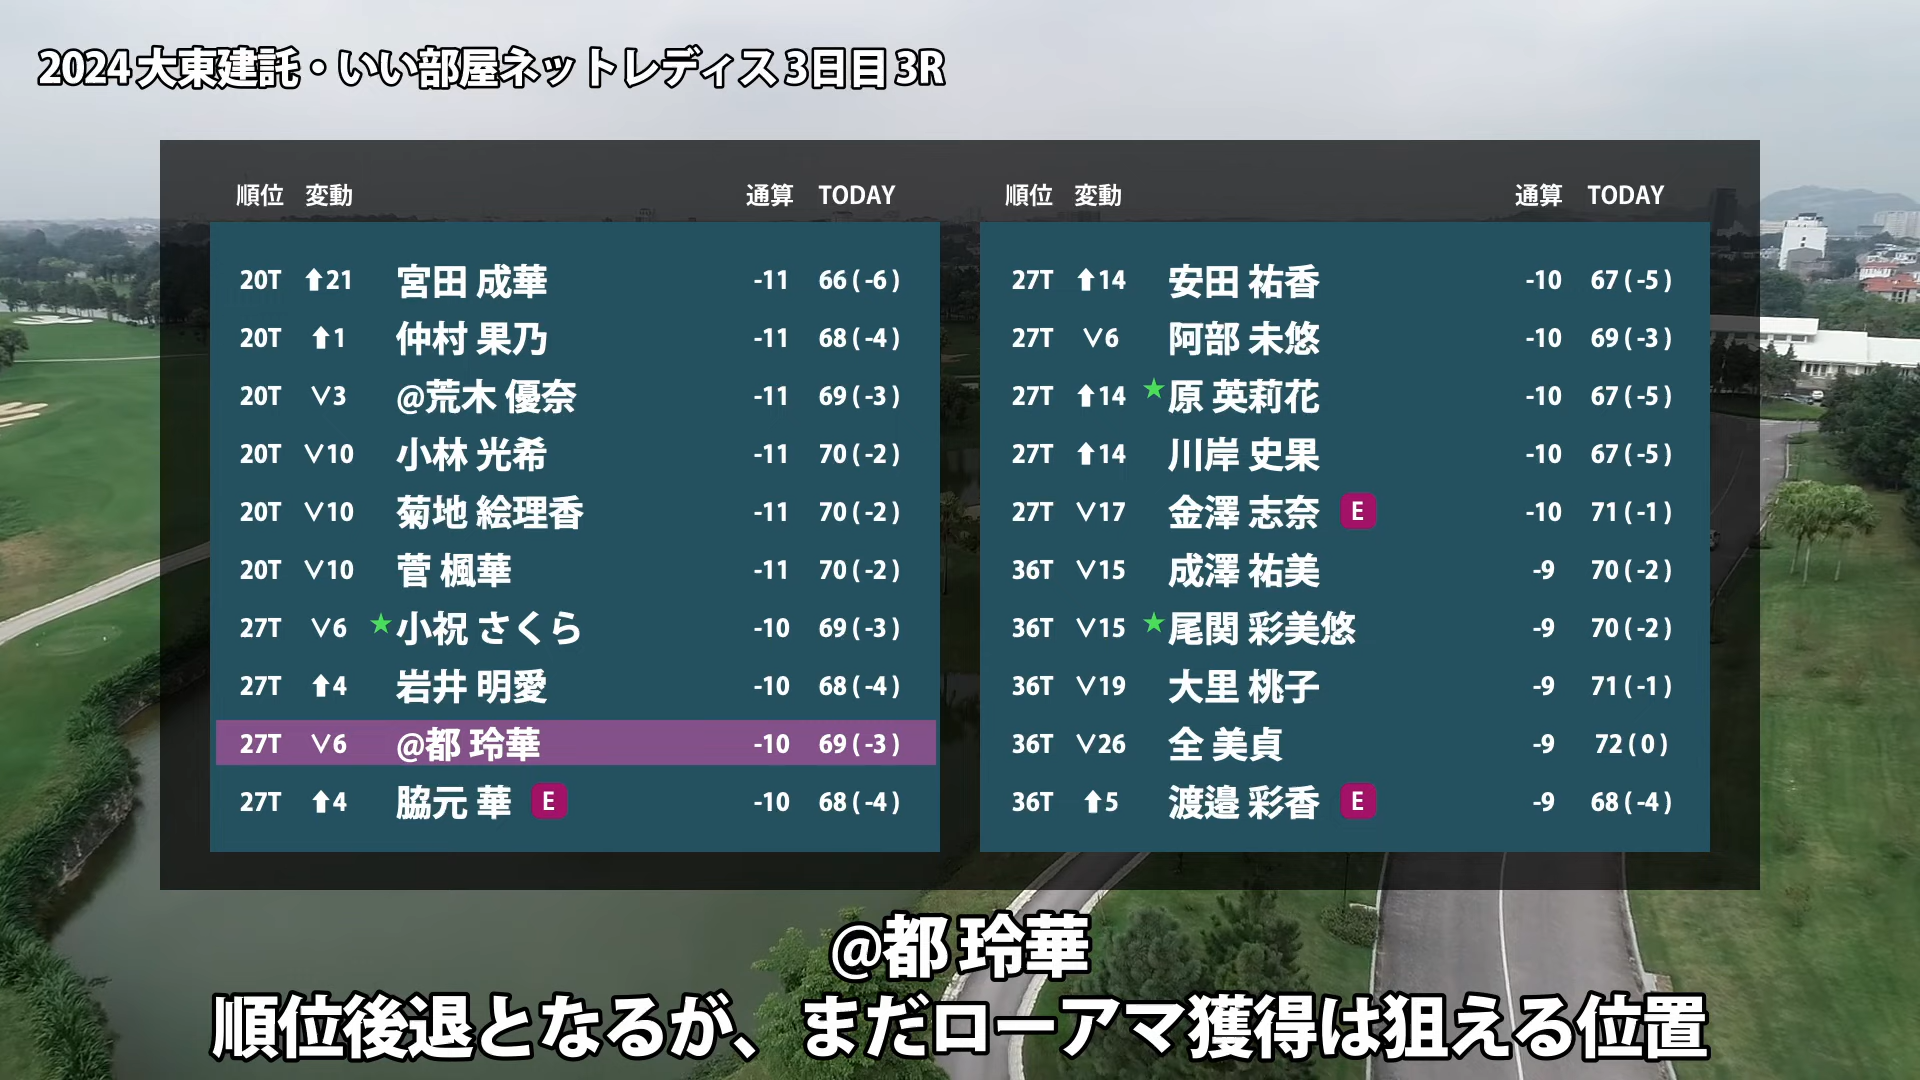 2024 大東建託・いい部屋ネットレディス 3日目 3R
順位 変動 通算 TODAY
20T ⬆21 宮田 成華 -11 66 ( -6 )
20T ⬆1 仲村 果乃 -11 68 ( -4 )
20T ∨3 @荒木 優奈 -11 69 ( -3 )
20T ∨10 小林 光希 -11 70 ( -2 )
20T ∨10 菊地 絵理香 -11 70 ( -2 )
20T ∨10 菅 楓華 -11 70 ( -2 )
27T ∨6 ★小祝 さくら -10 69 ( -3 )
27T ⬆4 岩井 明愛 -10 68 ( -4 )
27T ∨6 @都 玲華 -10 69 ( -3 )
27T ⬆4 脇元 華 E -10 68 ( -4 )
順位 変動 通算 TODAY
27T ⬆14 安田 祐香 -10 67 ( -5 )
27T ∨6 阿部 未悠 -10 69 ( -3 )
27T ⬆14 ★原 英莉花 -10 67 ( -5 )
27T ⬆14 川岸 史果 -10 67 ( -5 )
27T ∨17 金澤 志奈 E -10 71 ( -1 )
36T ∨15 成澤 祐美 -9 70 ( -2 )
36T ∨15 ★尾関 彩美悠 -9 70 ( -2 )
36T ∨19 大里 桃子 -9 71 ( -1 )
36T ∨26 全 美貞 -9 72 ( 0 )
36T ⬆5 渡邉 彩香 E -9 68 ( -4 )
@都 玲華
順位後退となるが、まだローアマ獲得は狙える位置